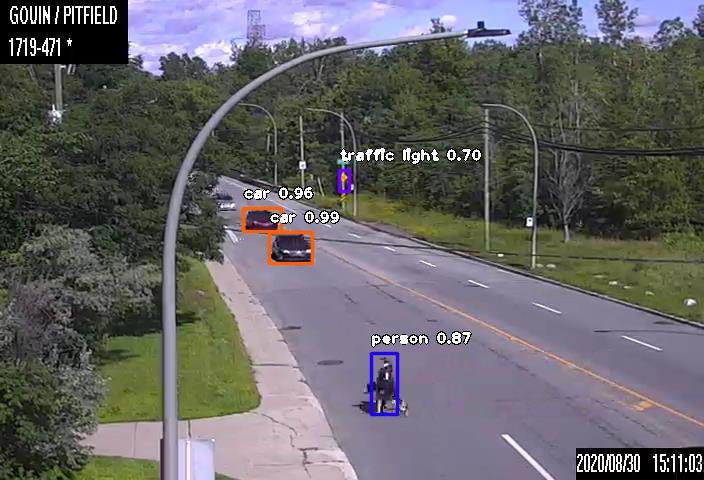 GOUIN / PITFIELD
1719-471 *
traffic light 0.70
car 0.96
car 0.99
person 0.87
2020/08/30 15:11:03